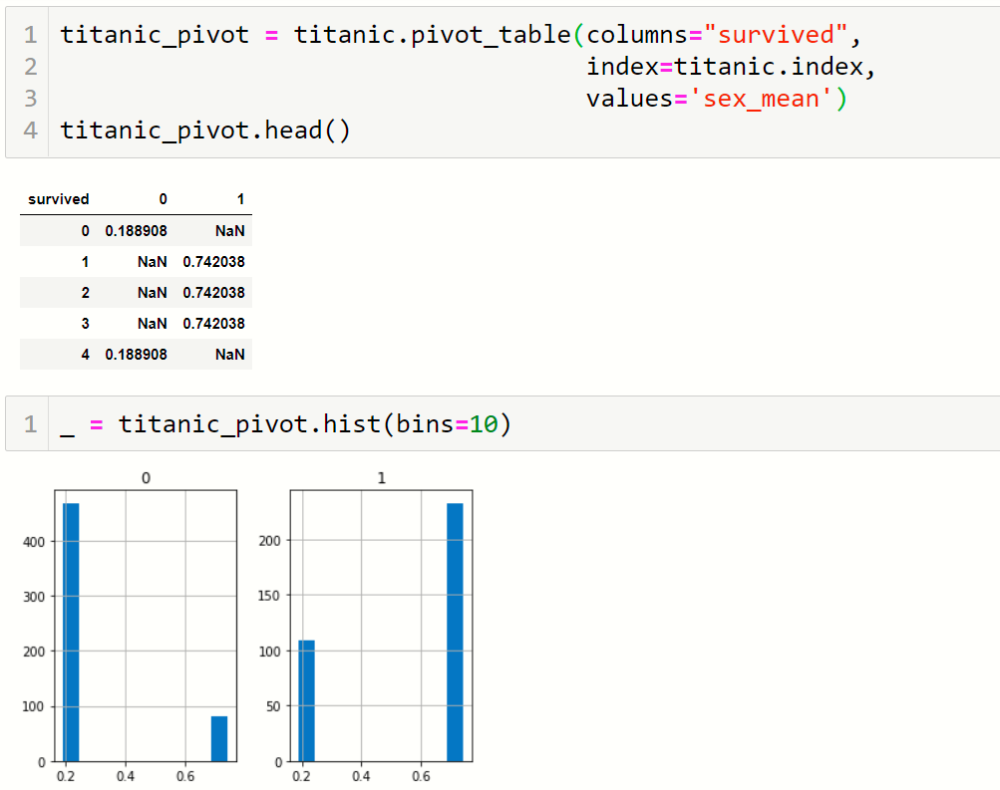 1 titanic_pivot = titanic.pivot_table(columns="survived",
2 index=titanic.index,
3 values='sex_mean')
4 titanic_pivot.head()
survived 0 1
0 0.188908 NaN
1 NaN 0.742038
2 NaN 0.742038
3 NaN 0.742038
4 0.188908 NaN
1 _ = titanic_pivot.hist(bins=10)
0
400
300
200
100
0
0.2 0.4 0.6
1
200
150
100
50
0
0.2 0.4 0.6